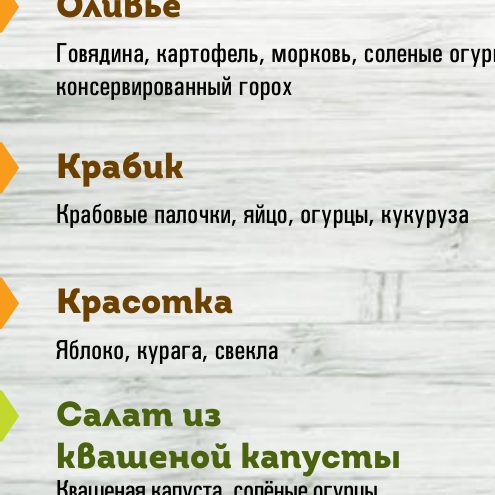 Оливье
Говядина, картофель, морковь, соленые
консервированный горох
Крабик
Крабовые палочки, яйцо, огурцы, кукуруза
Красотка
Яблоко, курага, свекла
Салат из
квашеной капусты
Квашеная капуста, солёные огурцы